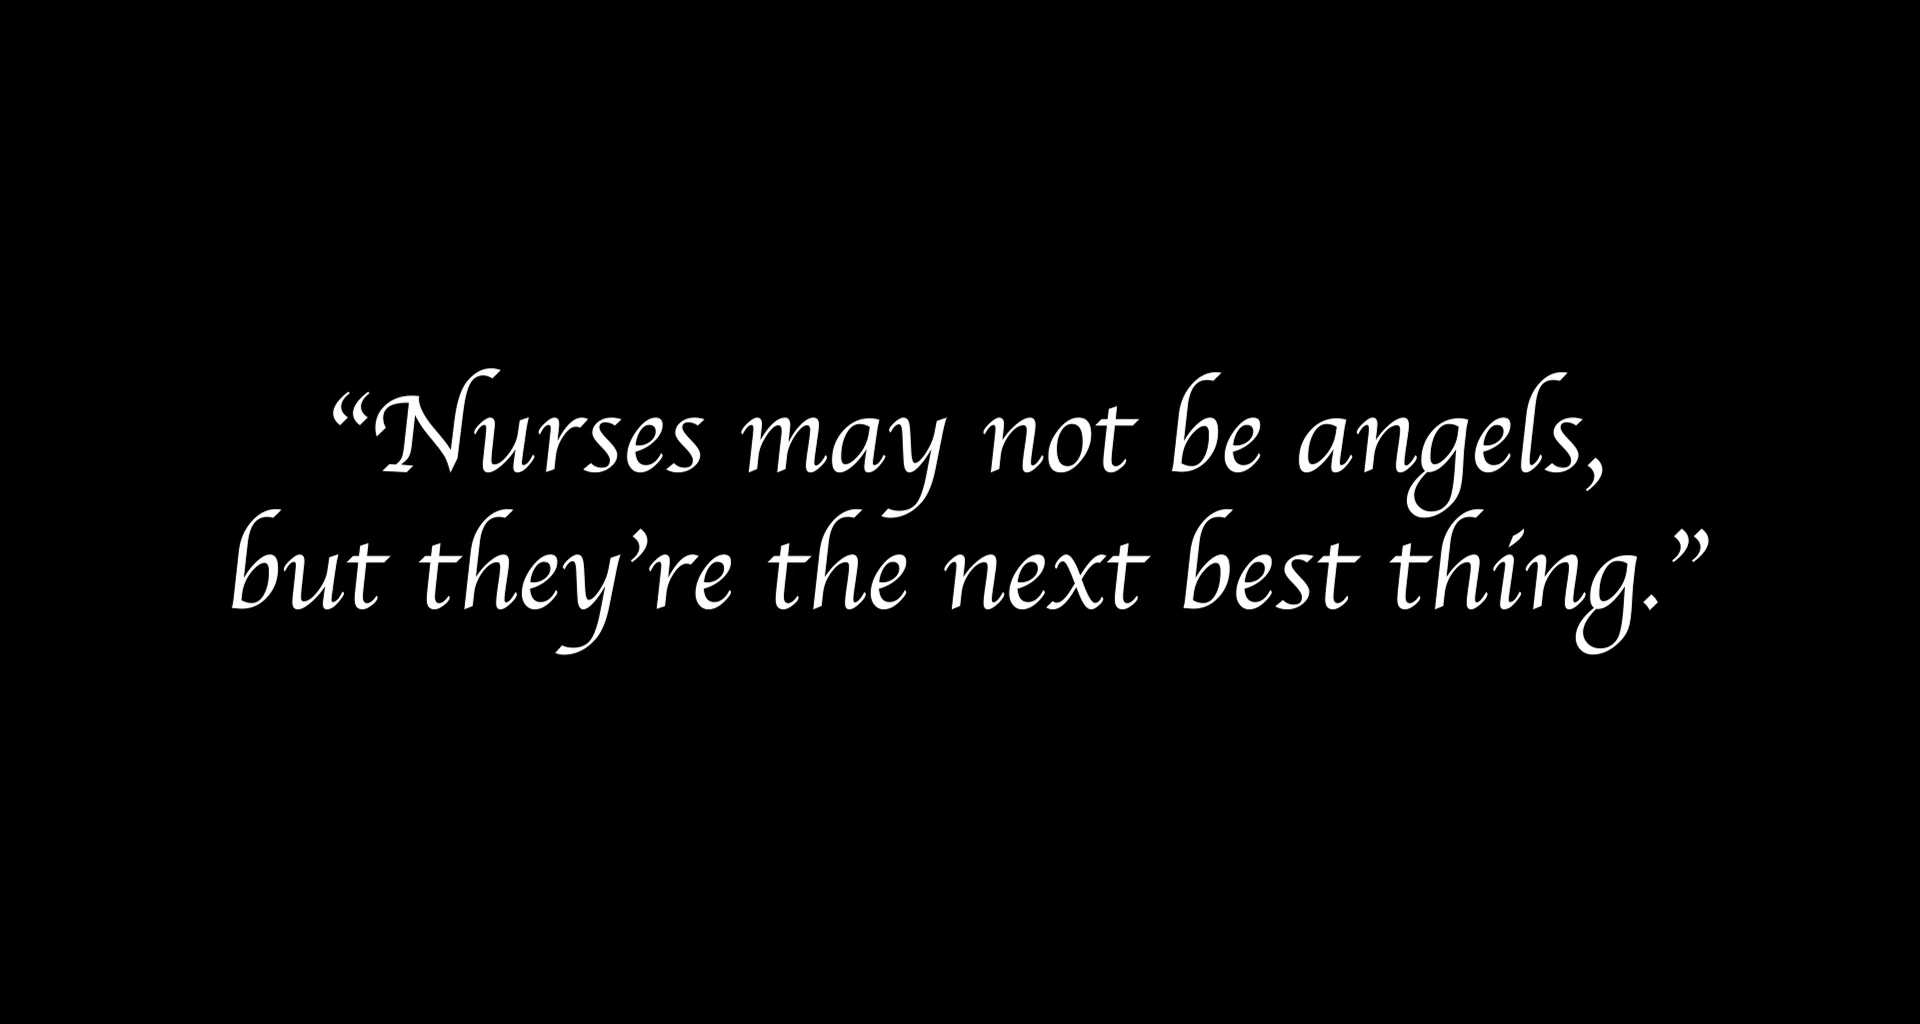 “Nurses may not be angels,
but they’re the next best thing.”